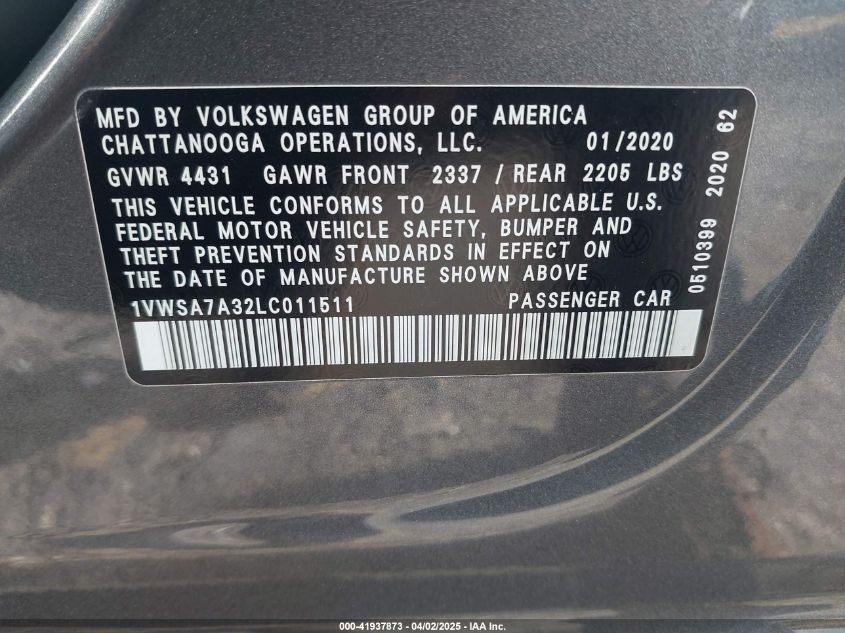 MFD BY VOLKSWAGEN GROUP OF AMERICA
CHATTANOOGA OPERATIONS, LLC. 01/2020
GVWR 4431 GAWR FRONT 2337 / REAR 2205 LBS
THIS VEHICLE CONFORMS TO ALL APPLICABLE U.S.
FEDERAL MOTOR VEHICLE SAFETY, BUMPER AND
THEFT PREVENTION STANDARDS IN EFFECT ON
THE DATE OF MANUFACTURE SHOWN ABOVE
1VWSA7A32LC011511 PASSENGER CAR
0510399 2020 62
000-41937873 - 04/02/2025 - IAA Inc.